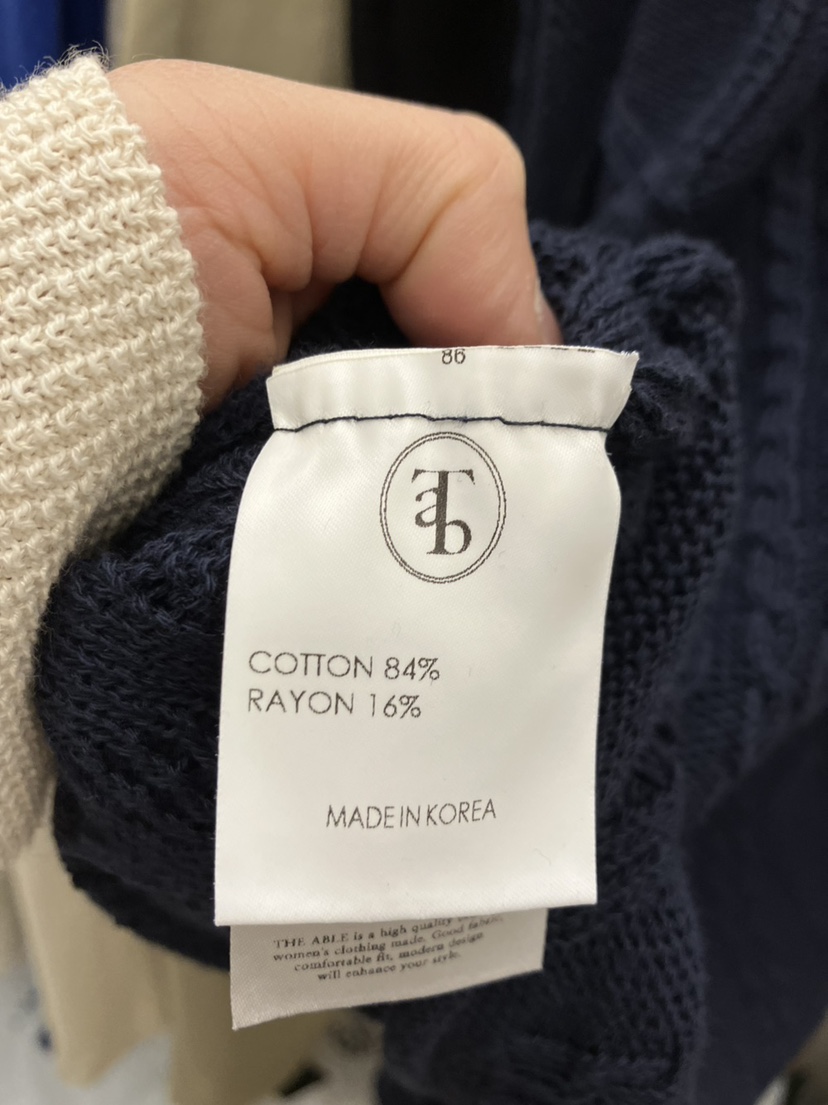 86
Tab
COTTON 84%
RAYON 16%
MADE IN KOREA
THE ABLE is a high quality
women's clothing made. Good fabric,
comfortable fit, modern design
will enhance your style.